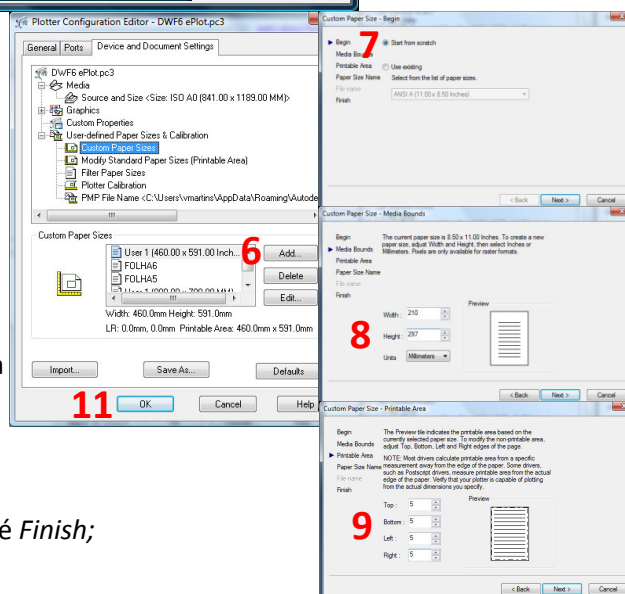 Plotter Configuration Editor - DWF6 ePlot.pc3
General Ports Device and Document Settings
DWF6 ePlot.pc3
Media
Source and Size <Size: ISO A0 (841.00 x 1189.00 MM)>
Graphics
Custom Properties
User-defined Paper Sizes & Calibration
Custom Paper Sizes
Modify Standard Paper Sizes (Printable Area)
Filter Paper Sizes
Plotter Calibration
PMP File Name <C:\Users\vmartins\AppData\Roaming\Autode
Custom Paper Sizes
User 1 (460.00 x 591.00 Inch...
FOLHA6
FOLHA5
6
Add...
Delete
Edit...
Width: 460.0mm Height: 591.0mm
LR: 0.0mm, 0.0mm Printable Area: 460.0mm x 591.0mm
Import... Save As... Defaults
11
OK Cancel Help
é Finish;
Custom Paper Size - Begin
7
Begin
Media Bounds
Printable Area
Paper Size Name
File name
Finish
Start from scratch
Use existing
Select from the list of paper sizes.
ANSI A (11.00 x 8.50 Inches)
< Back Next > Cancel
Custom Paper Size - Media Bounds
Begin
Media Bounds
Printable Area
Paper Size Name
File name
Finish
The current paper size is 8.50 x 11.00 Inches. To create a new
paper size, adjust Width and Height, then select Inches or
Millimeters. Pixels are only available for raster formats.
8
Width : 210
Height : 297
Units Millimeters
Preview
< Back Next > Cancel
Custom Paper Size - Printable Area
Begin
Media Bounds
Printable Area
Paper Size Name
File name
Finish
The Preview tile indicates the printable area based on the
currently selected paper size. To modify the non-printable area,
adjust Top, Bottom, Left and Right edges of the page.
NOTE: Most drivers calculate printable area from a specific
measurement away from the edge of the paper. Some drivers,
such as Postscript drivers, measure printable area from the actual
edge of the paper. Verify that your plotter is capable of plotting
from the actual dimensions you specify.
9
Top : 5
Bottom : 5
Left : 5
Right : 5
Preview
< Back Next > Cancel